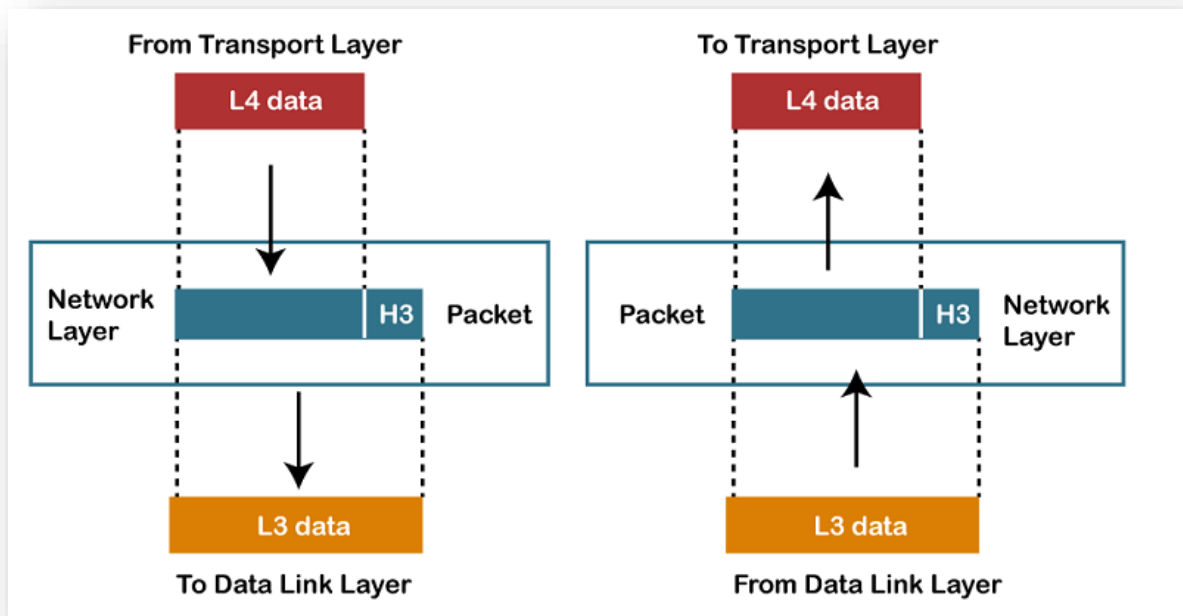 From Transport Layer
L4 data
Network
Layer
H3
Packet
L3 data
To Data Link Layer
To Transport Layer
L4 data
Packet
H3
Network
Layer
L3 data
From Data Link Layer